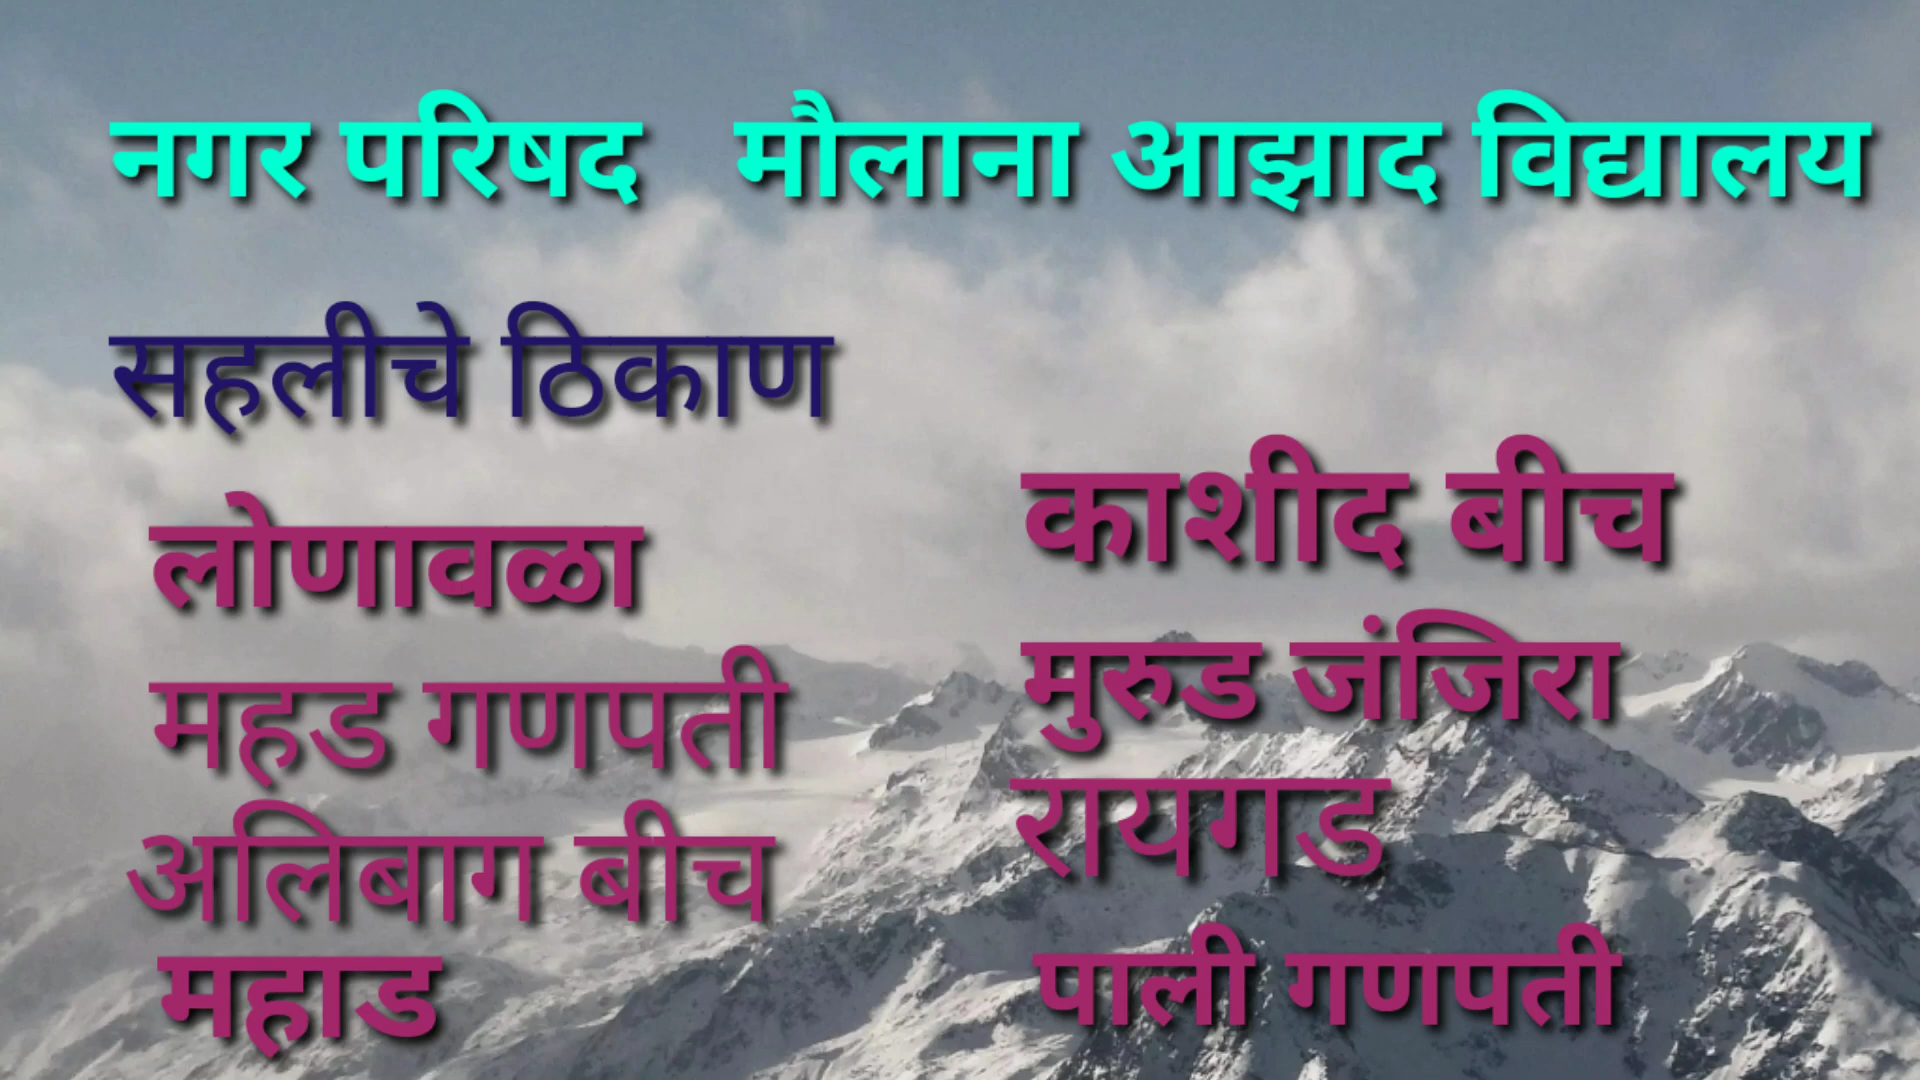 नगर परिषद मौलाना आझाद विद्यालय
सहलीचे ठिकाण
लोणावळा
महड गणपती
अलिबाग बीच
महाड
काशीद बीच
मुरुड जंजिरा
रायगड
पाली गणपती